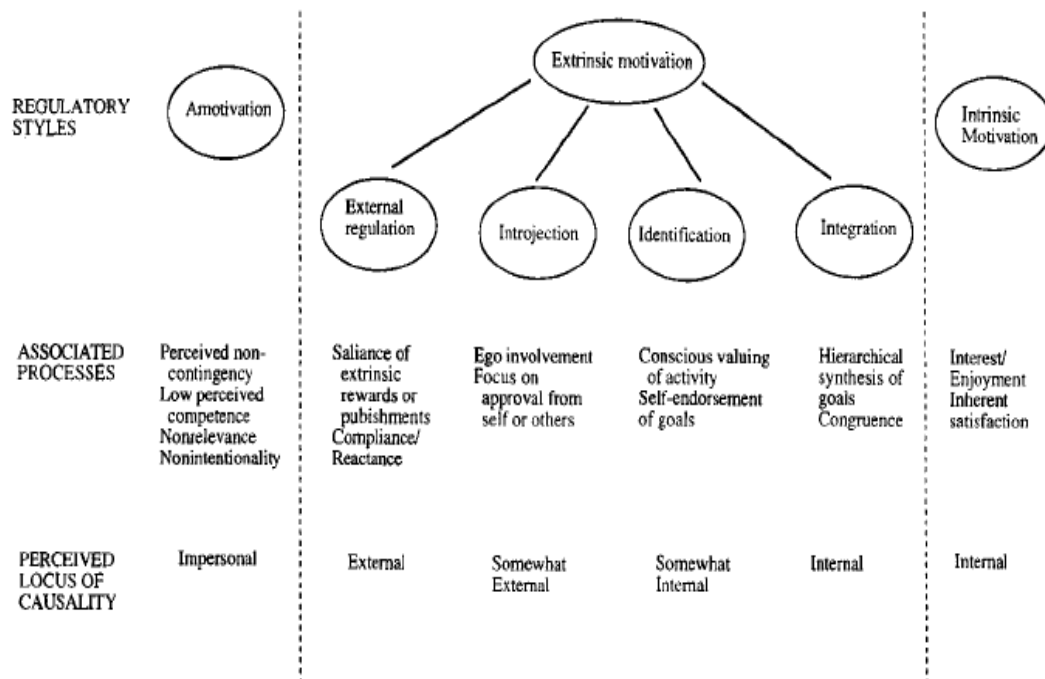 Extrinsic motivation
REGULATORY
STYLES
Amotivation
Intrinsic
Motivation
External
regulation
Introjection
Identification
Integration
ASSOCIATED
PROCESSES
Perceived non-
contingency
Low perceived
competence
Nonrelevance
Nonintentionality
Saliance of
extrinsic
rewards or
pubishments
Compliance/
Reactance
Ego involvement
Focus on
approval from
self or others
Conscious valuing
of activity
Self-endorsement
of goals
Hierarchical
synthesis of
goals
Congruence
Interest/
Enjoyment
Inherent
satisfaction
PERCEIVED
LOCUS OF
CAUSALITY
Impersonal
External
Somewhat
External
Somewhat
Internal
Internal
Internal